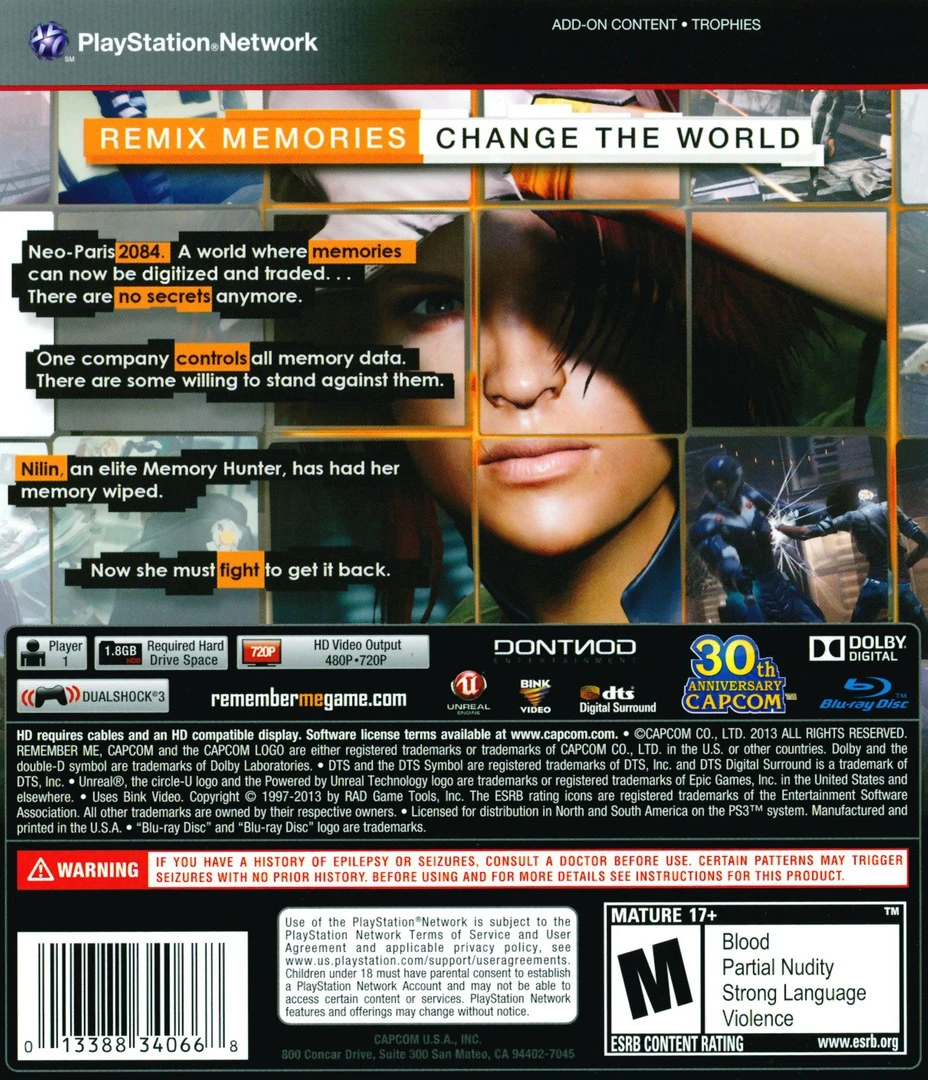 PlayStation®Network
SM
ADD-ON CONTENT • TROPHIES
REMIX MEMORIES CHANGE THE WORLD
Neo-Paris 2084. A world where memories
can now be digitized and traded. . .
There are no secrets anymore.
One company controls all memory data.
There are some willing to stand against them.
Nilin, an elite Memory Hunter, has had her
memory wiped.
Now she must fight to get it back.
Player
1
1.8GB
HDD
Required Hard
Drive Space
720P
HD Video Output
480P•720P
DONTNOD
ENTERTAINMENT
30th
ANNIVERSARY
CAPCOM™
DOLBY
DIGITAL
DUALSHOCK®3
remembermegame.com
UNREAL
ENGINE
BINK
VIDEO
dts
Digital Surround
Blu-ray Disc™
HD requires cables and an HD compatible display. Software license terms available at www.capcom.com. • ©CAPCOM CO., LTD. 2013 ALL RIGHTS RESERVED.
REMEMBER ME, CAPCOM and the CAPCOM LOGO are either registered trademarks or trademarks of CAPCOM CO., LTD. in the U.S. or other countries. Dolby and the
double-D symbol are trademarks of Dolby Laboratories. • DTS and the DTS Symbol are registered trademarks of DTS, Inc. and DTS Digital Surround is a trademark of
DTS, Inc. • Unreal®, the circle-U logo and the Powered by Unreal Technology logo are trademarks or registered trademarks of Epic Games, Inc. in the United States and
elsewhere. • Uses Bink Video. Copyright © 1997-2013 by RAD Game Tools, Inc. The ESRB rating icons are registered trademarks of the Entertainment Software
Association. All other trademarks are owned by their respective owners. • Licensed for distribution in North and South America on the PS3™ system. Manufactured and
printed in the U.S.A. • “Blu-ray Disc” and “Blu-ray Disc” logo are trademarks.
WARNING
IF YOU HAVE A HISTORY OF EPILEPSY OR SEIZURES, CONSULT A DOCTOR BEFORE USE. CERTAIN PATTERNS MAY TRIGGER
SEIZURES WITH NO PRIOR HISTORY. BEFORE USING AND FOR MORE DETAILS SEE INSTRUCTIONS FOR THIS PRODUCT.
0 13388 34066 8
Use of the PlayStation®Network is subject to the
PlayStation Network Terms of Service and User
Agreement and applicable privacy policy, see
www.us.playstation.com/support/useragreements.
Children under 18 must have parental consent to establish
a PlayStation Network Account and may not be able to
access certain content or services. PlayStation Network
features and offerings may change without notice.
CAPCOM U.S.A., INC.
800 Concar Drive, Suite 300 San Mateo, CA 94402-7045
MATURE 17+ ™
M
Blood
Partial Nudity
Strong Language
Violence
ESRB CONTENT RATING www.esrb.org